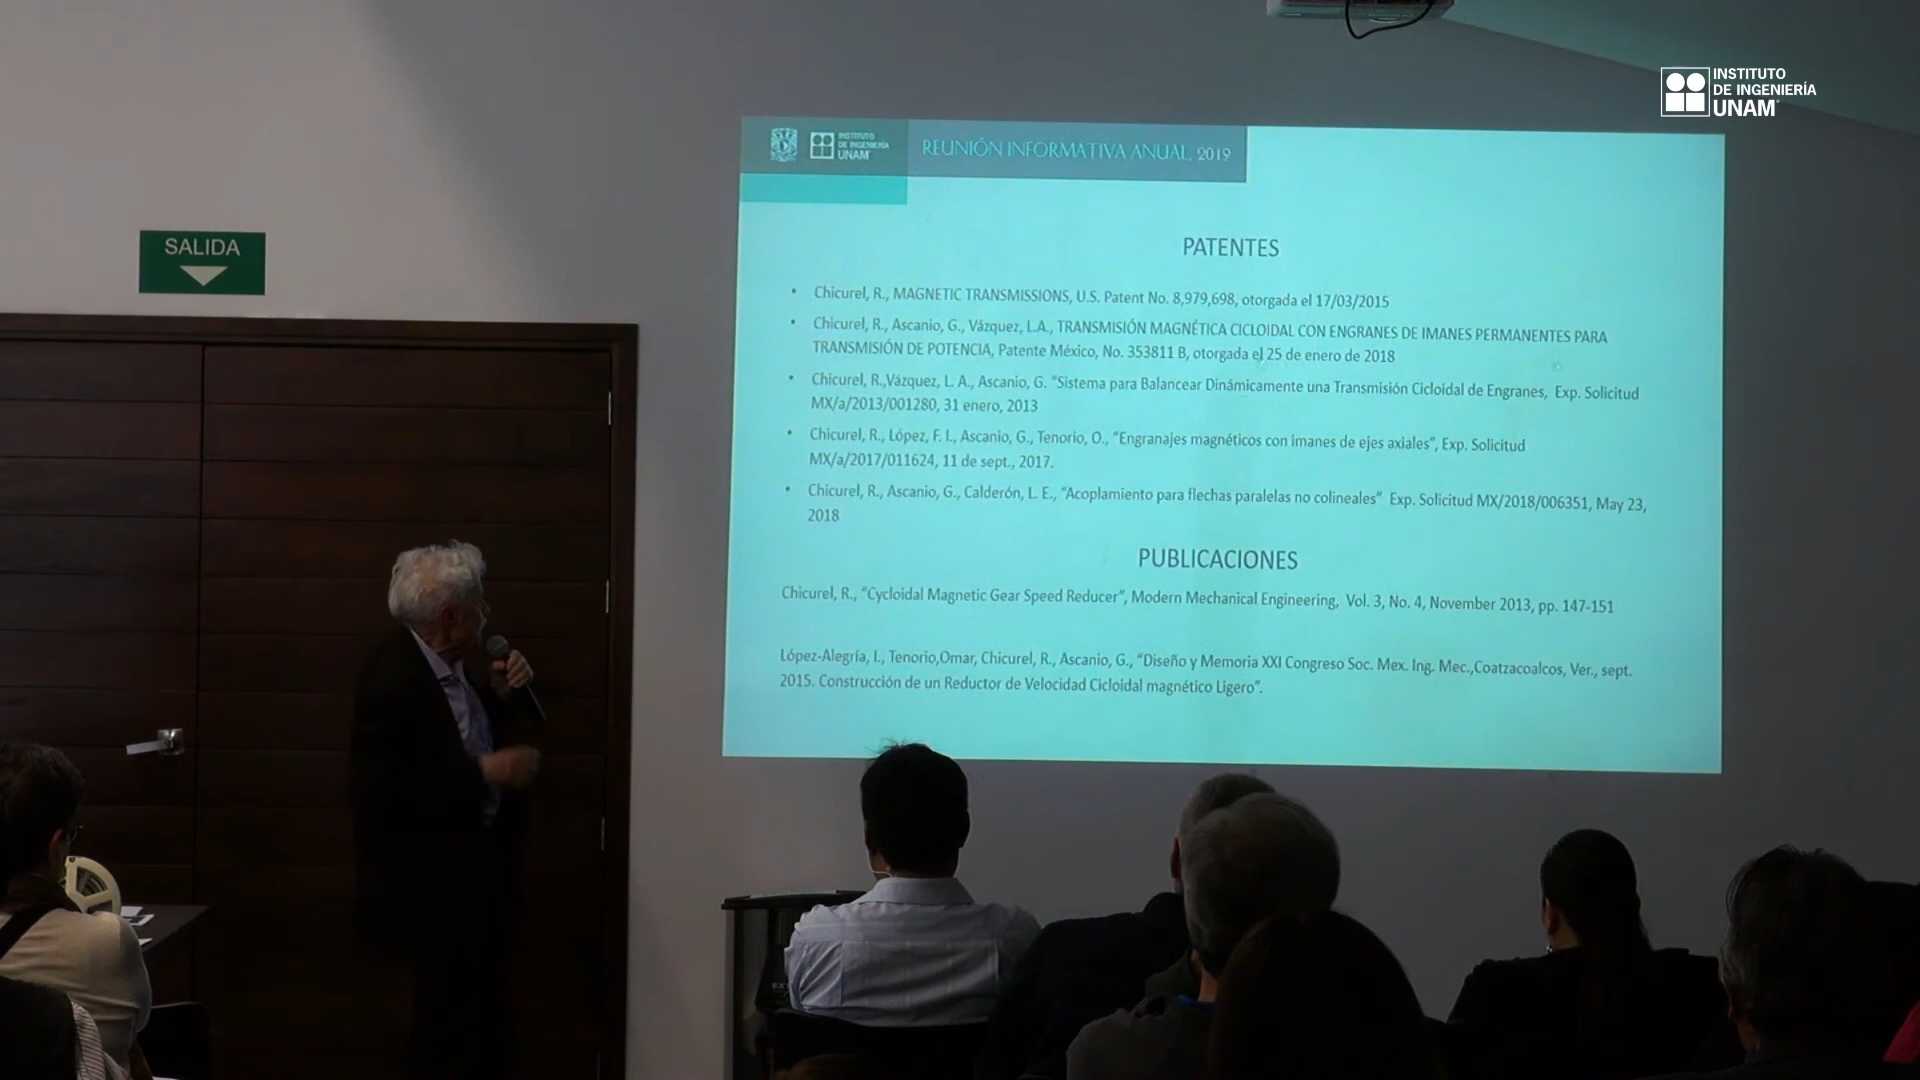 INSTITUTO
DE INGENIERÍA
UNAM
INSTITUTO
DE INGENIERÍA
UNAM
REUNIÓN INFORMATIVA ANUAL, 2019
SALIDA
PATENTES
• Chicurel, R., MAGNETIC TRANSMISSIONS, U.S. Patent No. 8,979,698, otorgada el 17/03/2015
• Chicurel, R., Ascanio, G., Vázquez, L.A., TRANSMISIÓN MAGNÉTICA CICLOIDAL CON ENGRANES DE IMANES PERMANENTES PARA
TRANSMISIÓN DE POTENCIA, Patente México, No. 353811 B, otorgada el 25 de enero de 2018
• Chicurel, R.,Vázquez, L. A., Ascanio, G. "Sistema para Balancear Dinámicamente una Transmisión Cicloidal de Engranes, Exp. Solicitud
MX/a/2013/001280, 31 enero, 2013
• Chicurel, R., López, F. I., Ascanio, G., Tenorio, O., "Engranajes magnéticos con imanes de ejes axiales", Exp. Solicitud
MX/a/2017/011624, 11 de sept., 2017.
• Chicurel, R., Ascanio, G., Calderón, L. E., "Acoplamiento para flechas paralelas no colineales" Exp. Solicitud MX/2018/006351, May 23,
2018
PUBLICACIONES
Chicurel, R., "Cycloidal Magnetic Gear Speed Reducer", Modern Mechanical Engineering, Vol. 3, No. 4, November 2013, pp. 147-151
López-Alegría, I., Tenorio,Omar, Chicurel, R., Ascanio, G., "Diseño y Memoria XXI Congreso Soc. Mex. Ing. Mec.,Coatzacoalcos, Ver., sept.
2015. Construcción de un Reductor de Velocidad Cicloidal magnético Ligero".